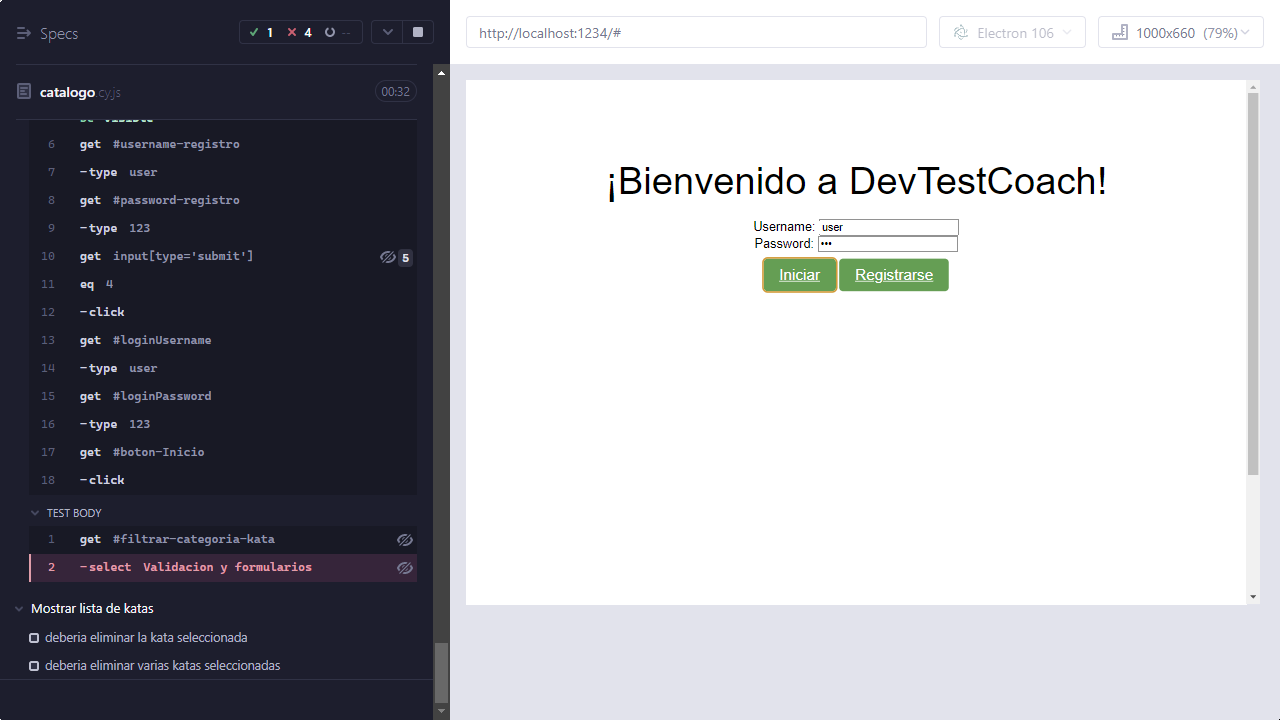 Specs
1
4
--
catalogo cy.js
00:32
be visible
6 get #username-registro
7 -type user
8 get #password-registro
9 -type 123
10 get input[type='submit'] 5
11 eq 4
12 -click
13 get #loginUsername
14 -type user
15 get #loginPassword
16 -type 123
17 get #boton-Inicio
18 -click
TEST BODY
1 get #filtrar-categoria-kata
2 -select Validacion y formularios
Mostrar lista de katas
deberia eliminar la kata seleccionada
deberia eliminar varias katas seleccionadas
http://localhost:1234/#
Electron 106
1000x660 (79%)
¡Bienvenido a DevTestCoach!
Username: user
Password: •••
Iniciar Registrarse